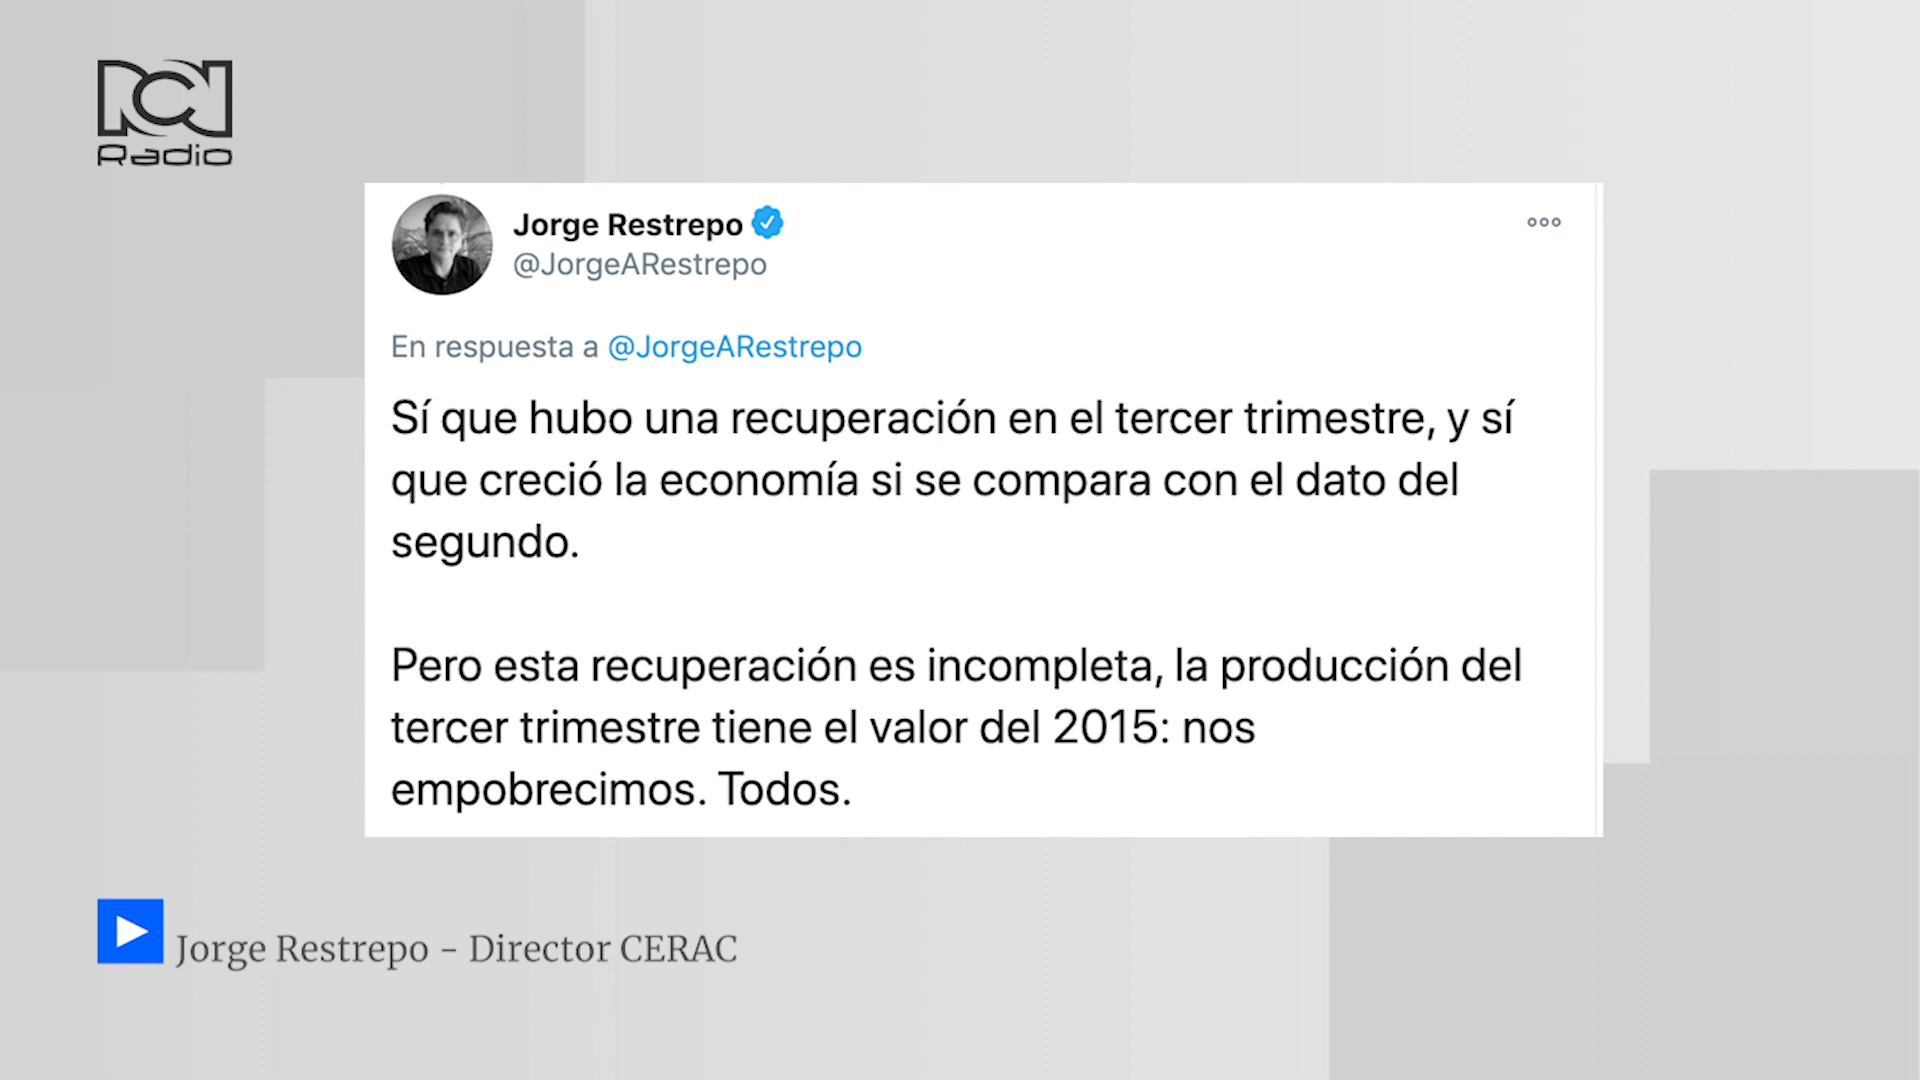 RCN
Radio
Jorge Restrepo
@JorgeARestrepo
En respuesta a @JorgeARestrepo
Sí que hubo una recuperación en el tercer trimestre, y sí
que creció la economía si se compara con el dato del
segundo.
Pero esta recuperación es incompleta, la producción del
tercer trimestre tiene el valor del 2015: nos
empobrecimos. Todos.
Jorge Restrepo - Director CERAC